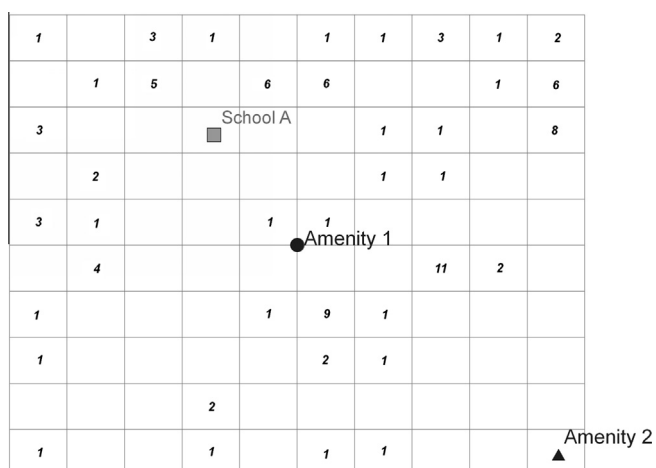 1 3 1 1 1 3 1 2
1 5 6 6 1 6
School A
3 1 1 8
2 1 1
3 1 1 1
Amenity 1
4 11 2
1 1 9 1
1 2 1
2
Amenity 2
1 1 1 1